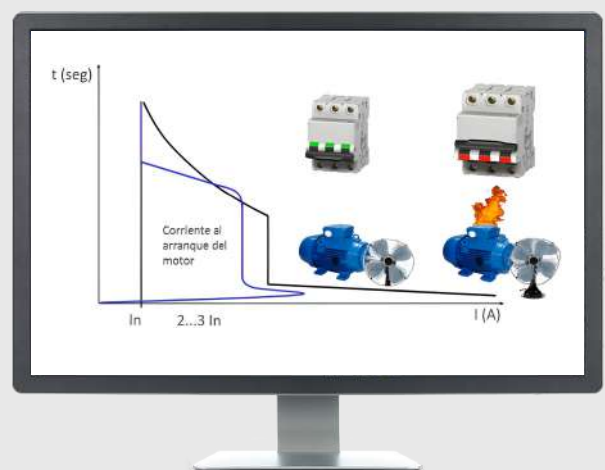 t (seg)
Corriente al
arranque del
motor
In
2...3 In
I (A)